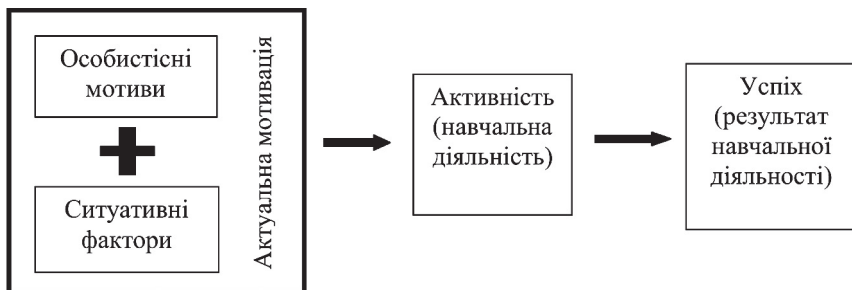 Особистісні
мотиви
Ситуативні
фактори
Актуальна мотивація
Активність
(навчальна
діяльність)
Успіх
(результат
навчальної
діяльності)